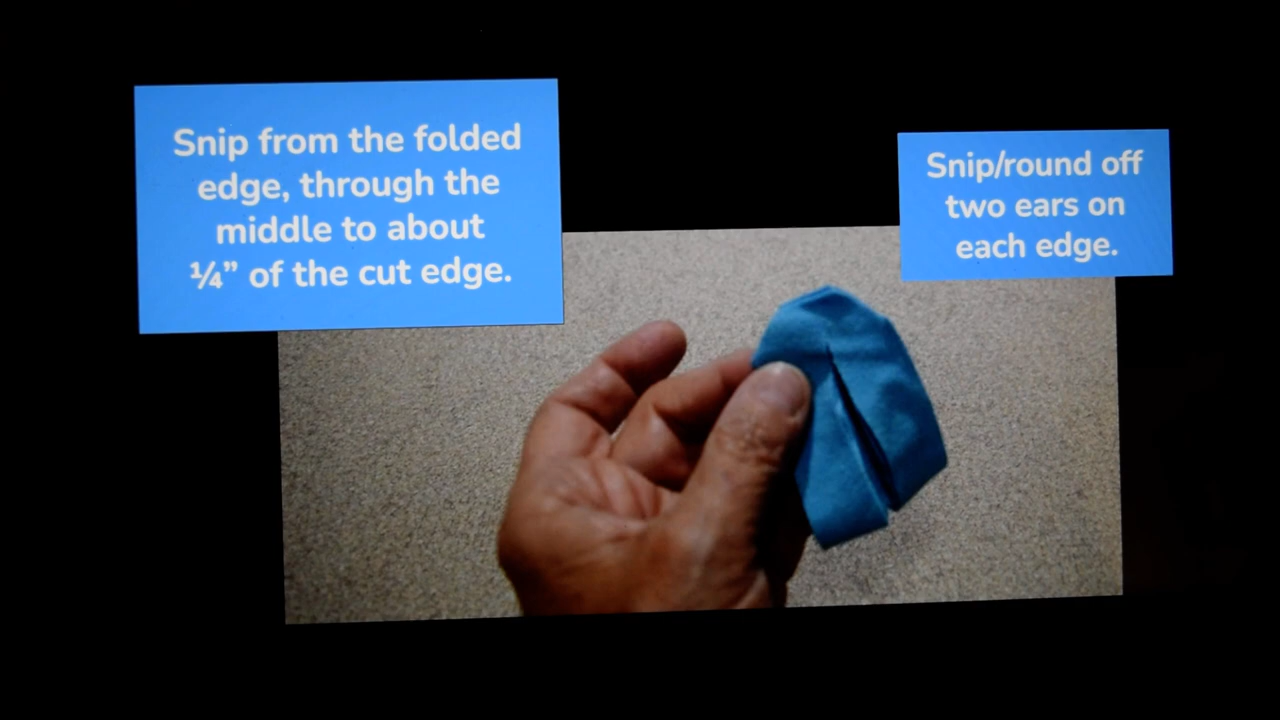 Snip from the folded
edge, through the
middle to about
¼” of the cut edge.
Snip/round off
two ears on
each edge.